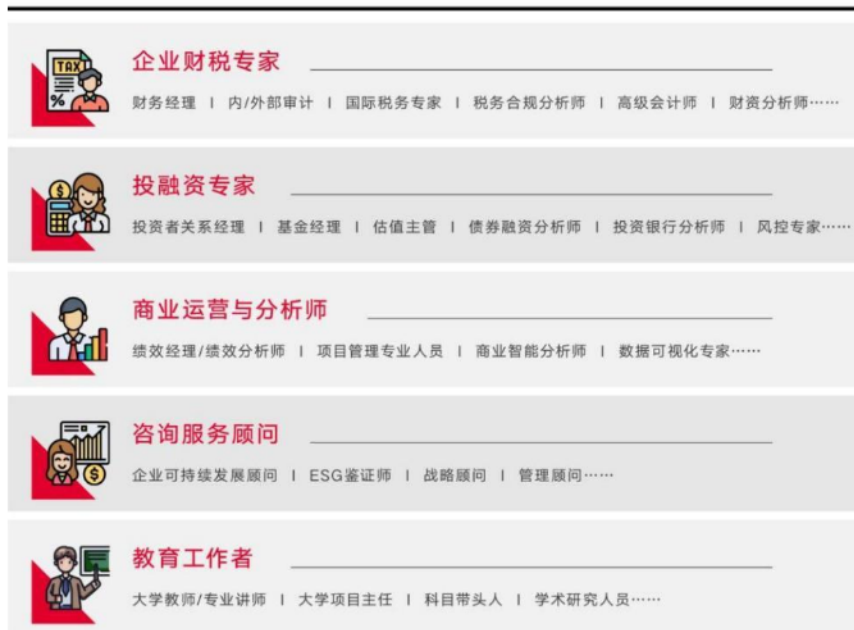 TAX
%
企业财税专家
财务经理 | 内/外部审计 | 国际税务专家 | 税务合规分析师 | 高级会计师 | 财资分析师……
$
投融资专家
投资者关系经理 | 基金经理 | 估值主管 | 债券融资分析师 | 投资银行分析师 | 风控专家……
商业运营与分析师
绩效经理/绩效分析师 | 项目管理专业人员 | 商业智能分析师 | 数据可视化专家……
$
咨询服务顾问
企业可持续发展顾问 | ESG鉴证师 | 战略顾问 | 管理顾问……
教育工作者
大学教师/专业讲师 | 大学项目主任 | 科目带头人 | 学术研究人员……